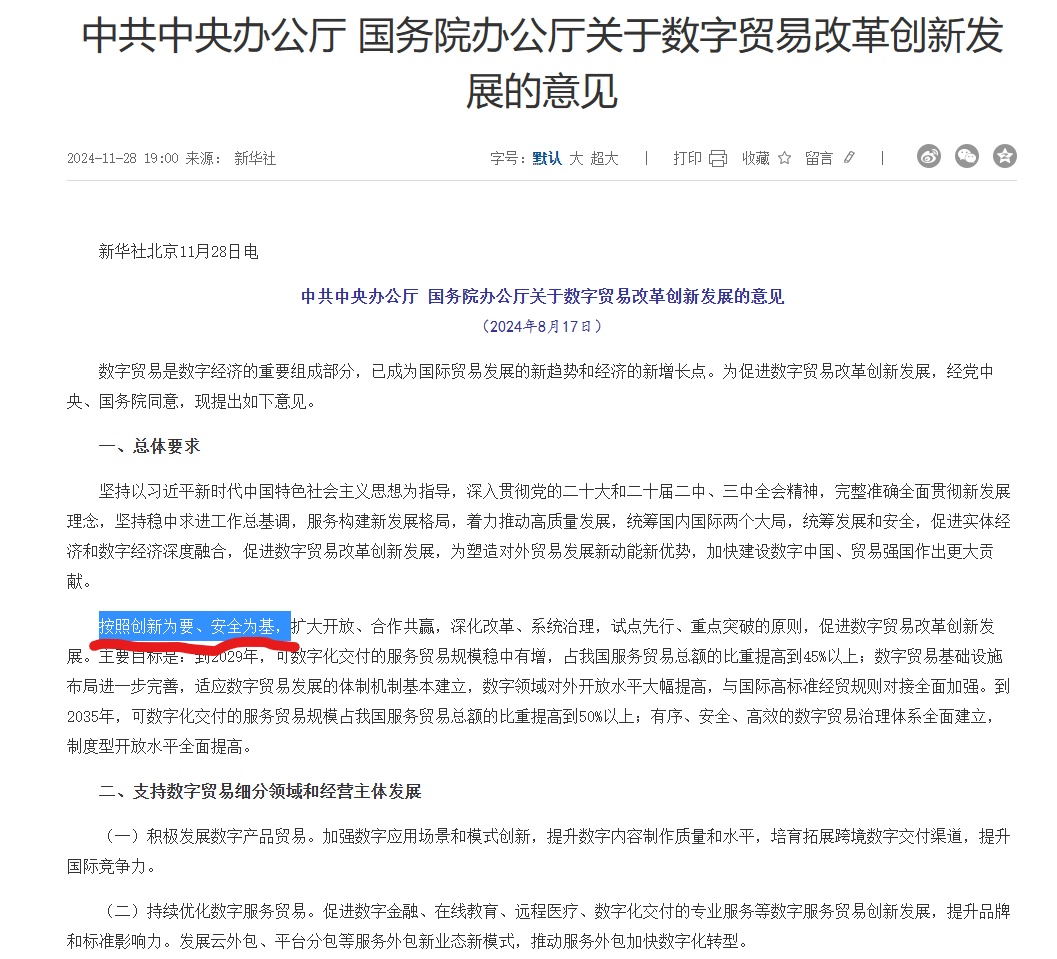 中共中央办公厅 国务院办公厅关于数字贸易改革创新发
展的意见
2024-11-28 19:00 来源： 新华社 字号：默认 大 超大 | 打印 收藏 留言 |
新华社北京11月28日电
中共中央办公厅 国务院办公厅关于数字贸易改革创新发展的意见
（2024年8月17日）
数字贸易是数字经济的重要组成部分，已成为国际贸易发展的新趋势和经济的新增长点。为促进数字贸易改革创新发展，经党中
央、国务院同意，现提出如下意见。
一、总体要求
坚持以习近平新时代中国特色社会主义思想为指导，深入贯彻党的二十大和二十届二中、三中全会精神，完整准确全面贯彻新发展
理念，坚持稳中求进工作总基调，服务构建新发展格局，着力推动高质量发展，统筹国内国际两个大局，统筹发展和安全，促进实体经
济和数字经济深度融合，促进数字贸易改革创新发展，为塑造对外贸易发展新动能新优势，加快建设数字中国、贸易强国作出更大贡
献。
按照创新为要、安全为基，扩大开放、合作共赢，深化改革、系统治理，试点先行、重点突破的原则，促进数字贸易改革创新发
展。主要目标是：到2029年，可数字化交付的服务贸易规模稳中有增，占我国服务贸易总额的比重提高到45%以上；数字贸易基础设施
布局进一步完善，适应数字贸易发展的体制机制基本建立，数字领域对外开放水平大幅提高，与国际高标准经贸规则对接全面加强。到
2035年，可数字化交付的服务贸易规模占我国服务贸易总额的比重提高到50%以上；有序、安全、高效的数字贸易治理体系全面建立，
制度型开放水平全面提高。
二、支持数字贸易细分领域和经营主体发展
（一）积极发展数字产品贸易。加强数字应用场景和模式创新，提升数字内容制作质量和水平，培育拓展跨境数字交付渠道，提升
国际竞争力。
（二）持续优化数字服务贸易。促进数字金融、在线教育、远程医疗、数字化交付的专业服务等数字服务贸易创新发展，提升品牌
和标准影响力。发展云外包、平台分包等服务外包新业态新模式，推动服务外包加快数字化转型。